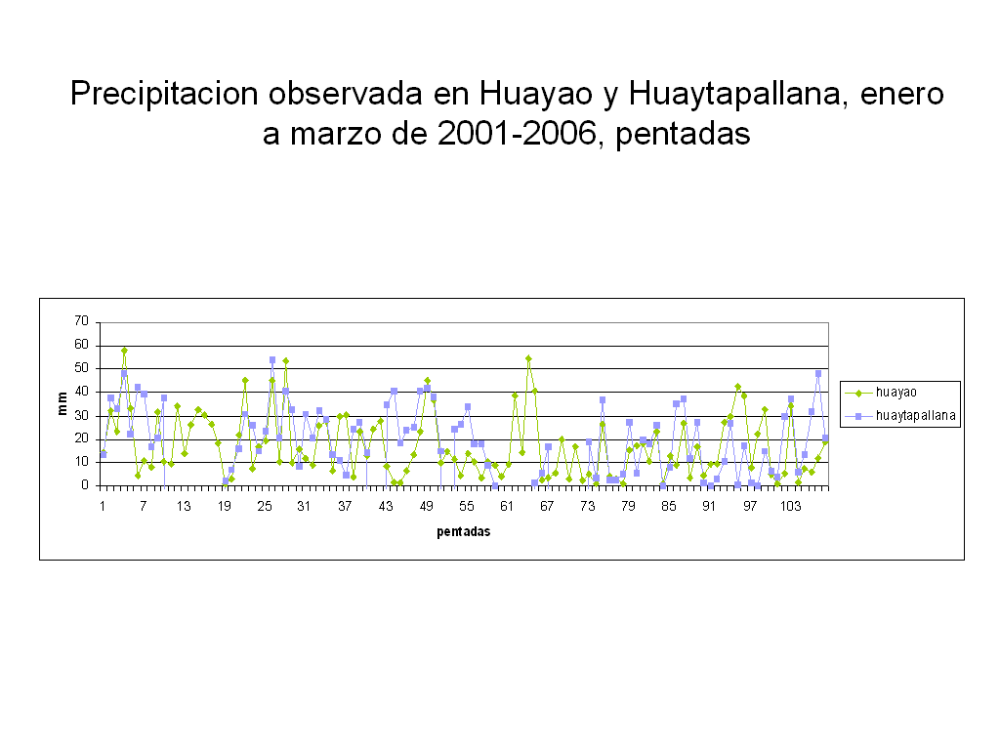 Precipitacion observada en Huayao y Huaytapallana, enero
a marzo de 2001-2006, pentadas
70
60
50
40
30
20
10
0
mm
1 7 13 19 25 31 37 43 49 55 61 67 73 79 85 91 97 103
pentadas
huayao
huaytapallana